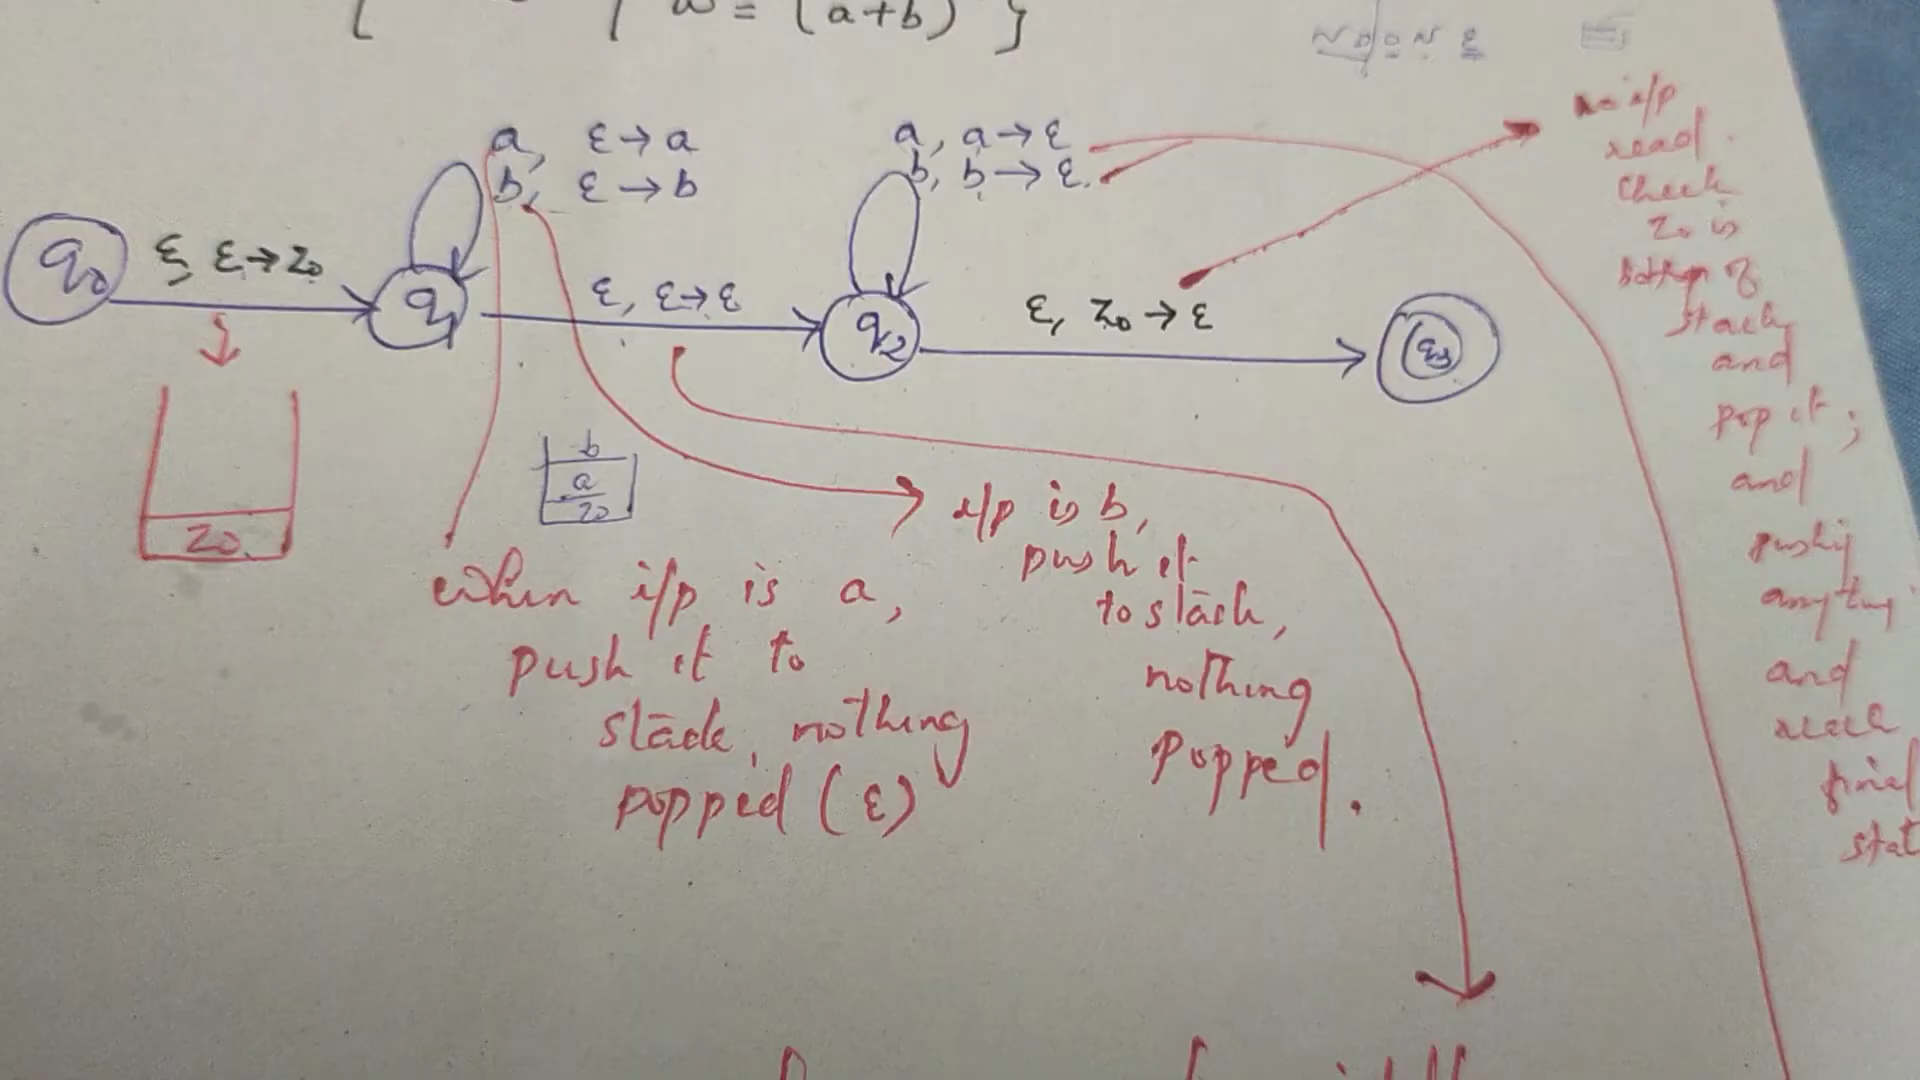 { | w = (a+b) }
N O O N ε
a, ε→a
b, ε→b
a, a→ε
b, b→ε
q0
ε, ε→z0
q1
ε, ε→ε
q2
ε, z0→ε
q3
z0
b
a
z0
when i/p is a,
push it to
stack, nothing
popped (ε)
i/p is b,
push it
to stack,
nothing
popped.
no i/p
read.
check
z0 is
bottom of
stack
and
pop it;
and
pushing
anything
and
reach
final
stat